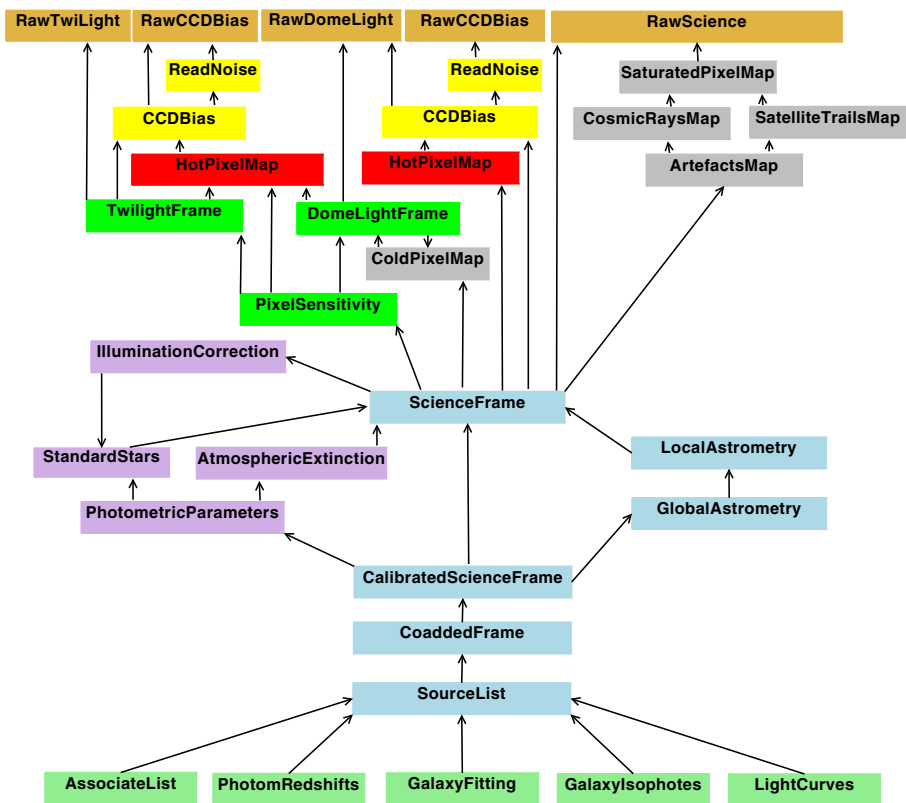 RawTwiLight
RawCCDBias
RawDomeLight
RawCCDBias
RawScience
ReadNoise
ReadNoise
SaturatedPixelMap
CCDBias
CCDBias
CosmicRaysMap
SatelliteTrailsMap
HotPixelMap
HotPixelMap
ArtefactsMap
TwilightFrame
DomeLightFrame
ColdPixelMap
PixelSensitivity
IlluminationCorrection
ScienceFrame
StandardStars
AtmosphericExtinction
LocalAstrometry
PhotometricParameters
GlobalAstrometry
CalibratedScienceFrame
CoaddedFrame
SourceList
AssociateList
PhotomRedshifts
GalaxyFitting
GalaxyIsophotes
LightCurves